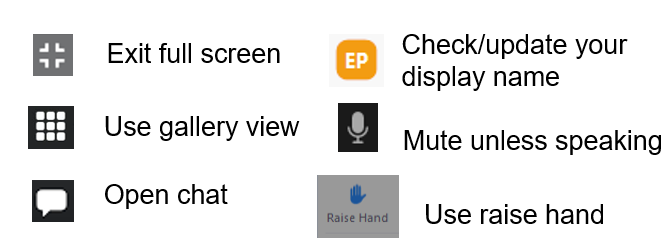 Exit full screen
EP
Check/update your
display name
Use gallery view
Mute unless speaking
Open chat
Raise Hand
Use raise hand